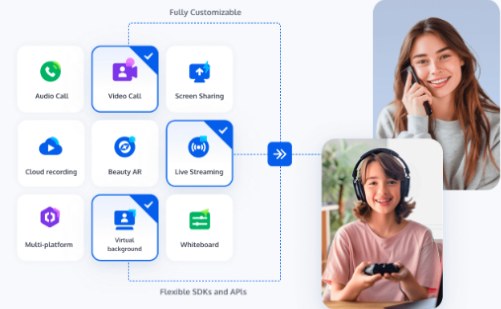 Fully Customizable
Audio Call
Video Call
Screen Sharing
Cloud recording
Beauty AR
Live Streaming
Multi-platform
Virtual
background
Whiteboard
Flexible SDKs and APIs